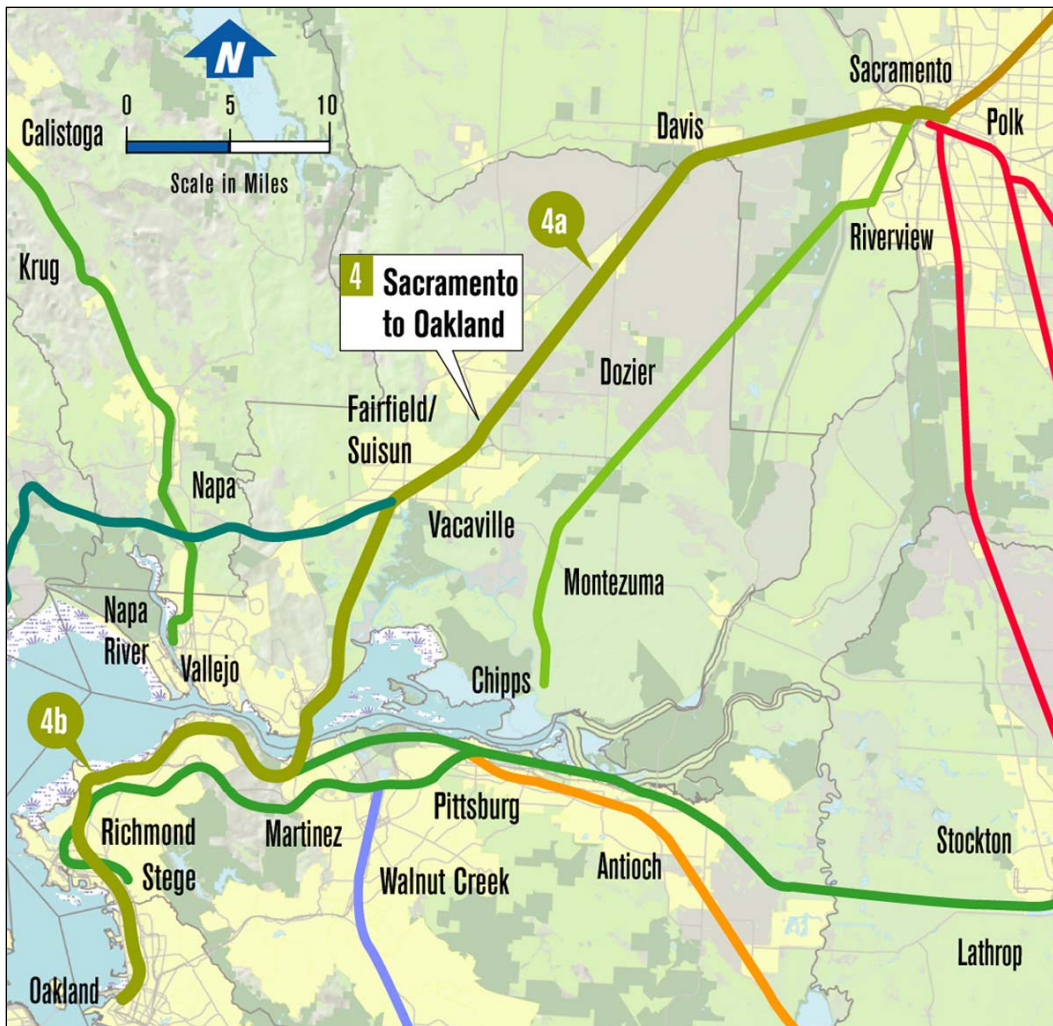 N
0 5 10
Scale in Miles
Sacramento
Polk
Davis
Calistoga
4a
Riverview
Krug
4 Sacramento
to Oakland
Dozier
Fairfield/
Suisun
Napa
Vacaville
Montezuma
Napa
River
Vallejo
Chipps
4b
Pittsburg
Richmond
Martinez
Stockton
Antioch
Stege
Walnut Creek
Lathrop
Oakland